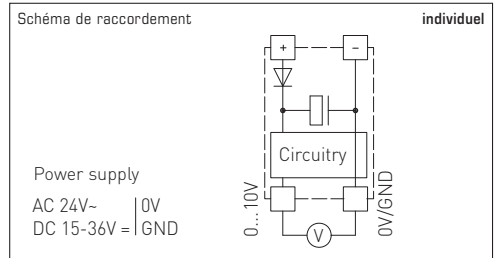 Schéma de raccordement
individuel
+
–
Circuitry
Power supply
AC 24V~ | 0V
DC 15-36V = | GND
0...10V
0V/GND
V